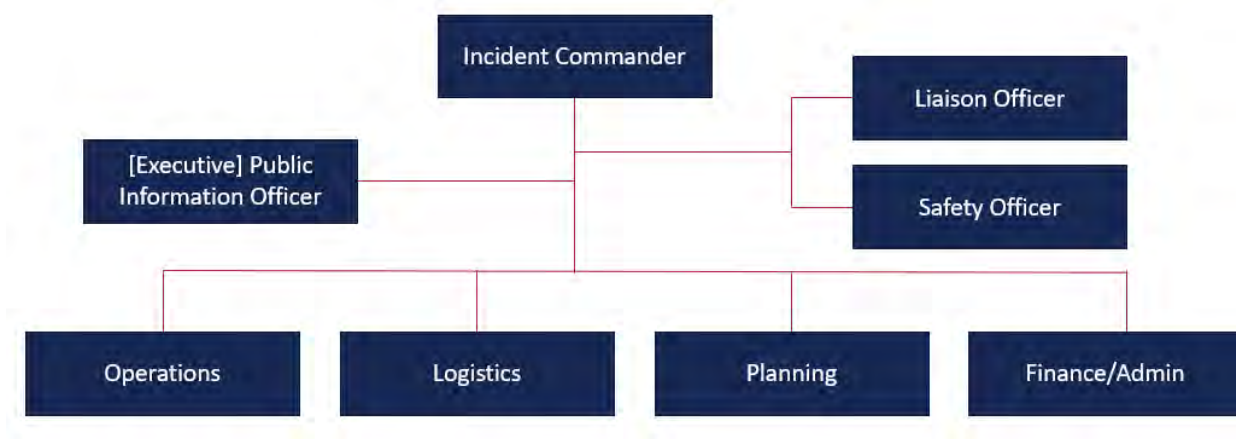 Incident Commander
Liaison Officer
[Executive] Public
Information Officer
Safety Officer
Operations
Logistics
Planning
Finance/Admin